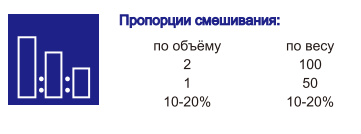 Пропорции смешивания:
по объёму по весу
2 100
1 50
10-20% 10-20%